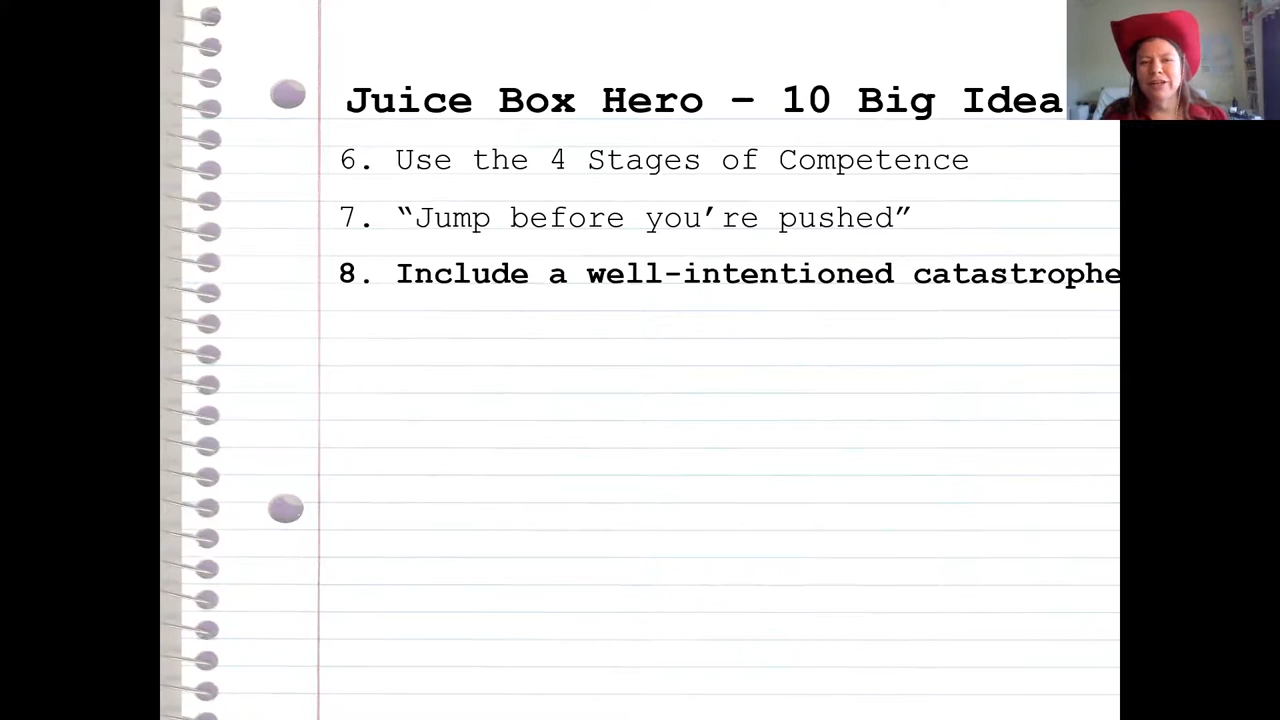 Juice Box Hero – 10 Big Idea
6. Use the 4 Stages of Competence
7. “Jump before you’re pushed”
8. Include a well-intentioned catastrophe